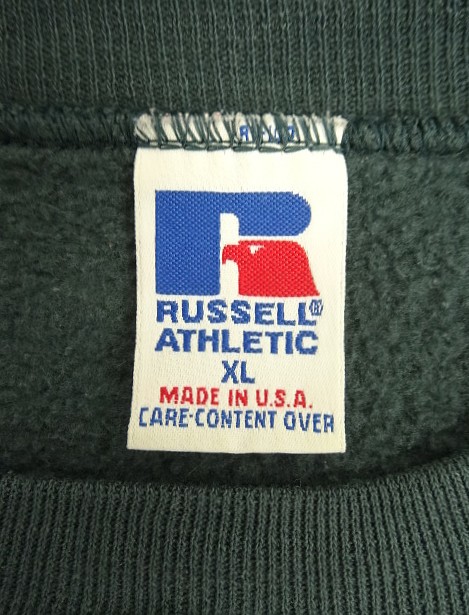 RUSSELL®
ATHLETIC
XL
MADE IN U.S.A.
CARE-CONTENT OVER